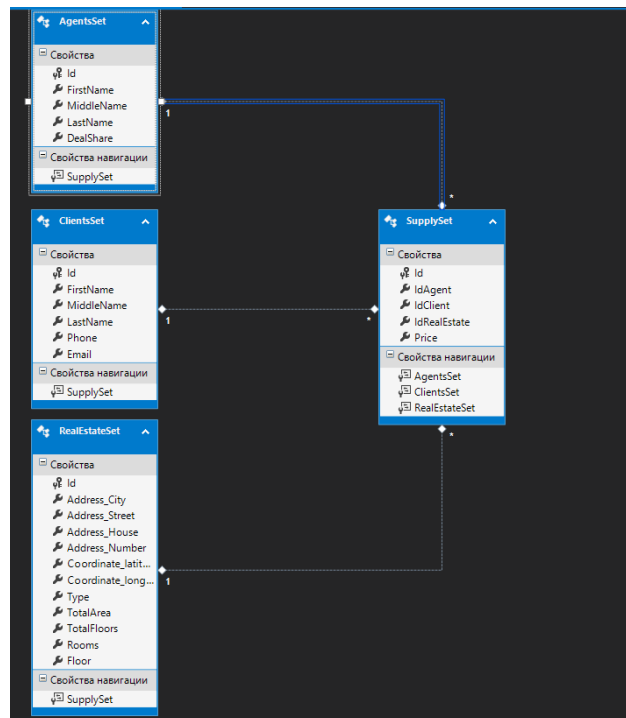 AgentsSet
Свойства
Id
FirstName
MiddleName
LastName
DealShare
Свойства навигации
SupplySet
1
*
ClientsSet
Свойства
Id
FirstName
MiddleName
LastName
Phone
Email
Свойства навигации
SupplySet
1
*
SupplySet
Свойства
Id
IdAgent
IdClient
IdRealEstate
Price
Свойства навигации
AgentsSet
ClientsSet
RealEstateSet
*
RealEstateSet
Свойства
Id
Address_City
Address_Street
Address_House
Address_Number
Coordinate_latit...
Coordinate_long...
Type
TotalArea
TotalFloors
Rooms
Floor
Свойства навигации
SupplySet
1